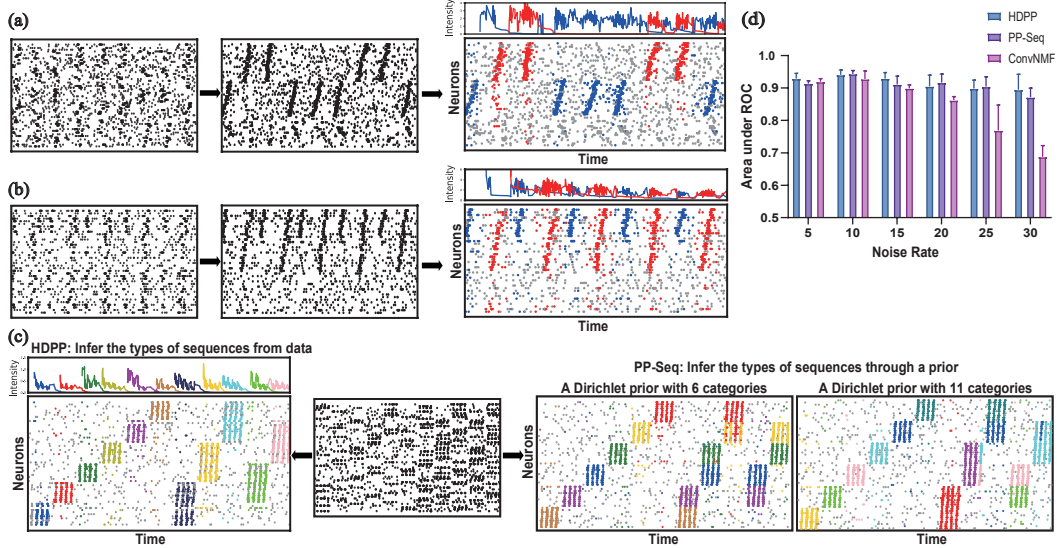 (a)
Intensity
Neurons
Time
(b)
Intensity
Neurons
Time
(c)
HDPP: Infer the types of sequences from data
Intensity
Neurons
Time
PP-Seq: Infer the types of sequences through a prior
A Dirichlet prior with 6 categories
A Dirichlet prior with 11 categories
Neurons
Time
Time
(d)
HDPP
PP-Seq
ConvNMF
Area under ROC
1.0
0.9
0.8
0.7
0.6
0.5
5 10 15 20 25 30
Noise Rate